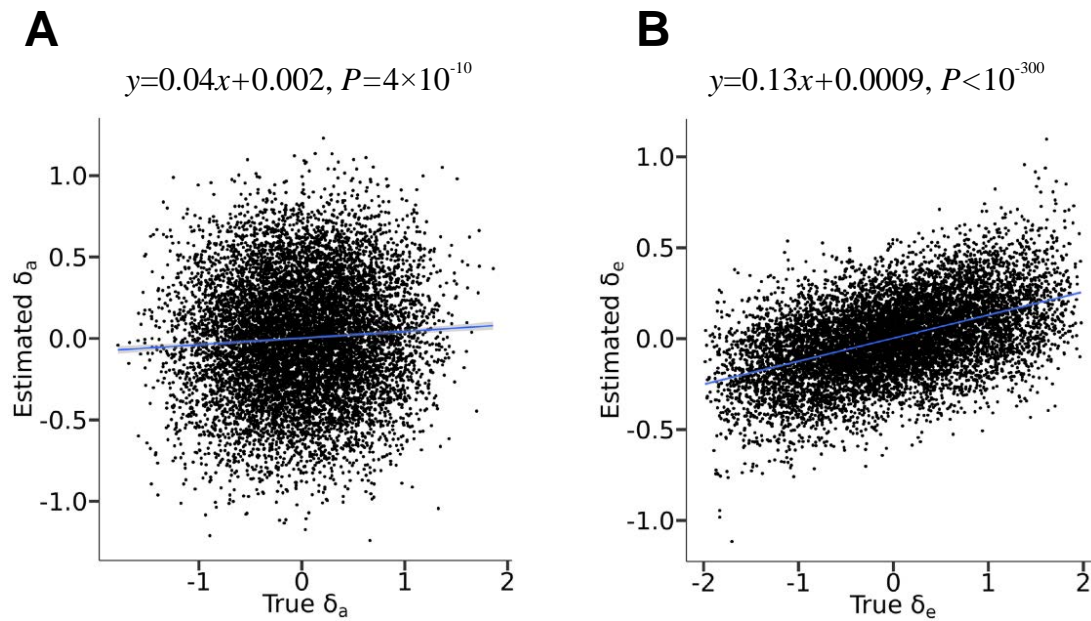 A
y=0.04x+0.002, P=4×10⁻¹⁰
1.0
0.5
0.0
-0.5
-1.0
Estimated δₐ
-1 0 1 2
True δₐ
B
y=0.13x+0.0009, P<10⁻³⁰⁰
1.0
0.5
0.0
-0.5
-1.0
Estimated δₑ
-2 -1 0 1 2
True δₑ